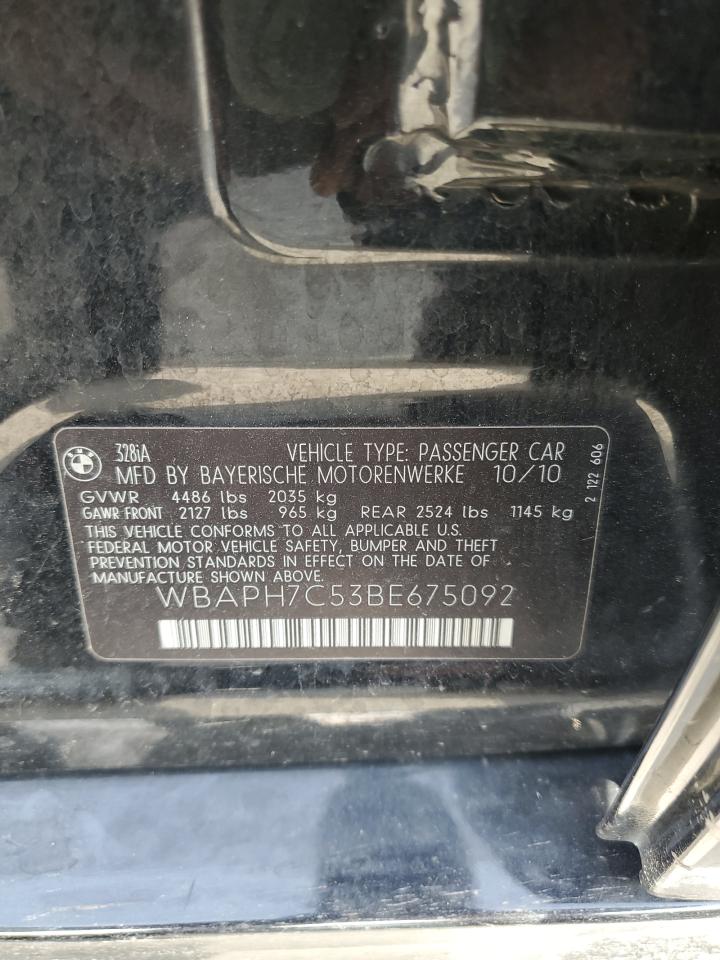 328iA VEHICLE TYPE: PASSENGER CAR
MFD BY BAYERISCHE MOTORENWERKE 10/10
GVWR 4486 lbs 2035 kg
GAWR FRONT 2127 lbs 965 kg REAR 2524 lbs 1145 kg
THIS VEHICLE CONFORMS TO ALL APPLICABLE U.S.
FEDERAL MOTOR VEHICLE SAFETY, BUMPER AND THEFT
PREVENTION STANDARDS IN EFFECT ON THE DATE OF
MANUFACTURE SHOWN ABOVE.
WBAPH7C53BE675092
2 122 606